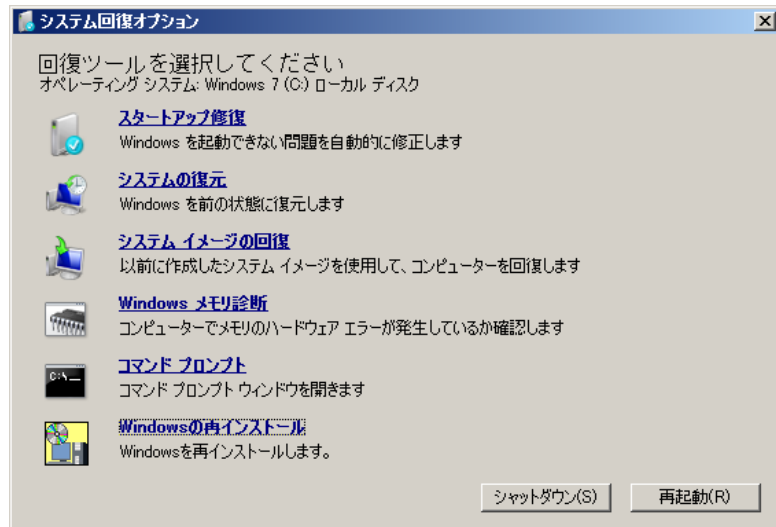 システム回復オプション
回復ツールを選択してください
オペレーティング システム: Windows 7 (C:) ローカル ディスク
スタートアップ修復
Windows を起動できない問題を自動的に修正します
システムの復元
Windows を前の状態に復元します
システム イメージの回復
以前に作成したシステム イメージを使用して、コンピューターを回復します
Windows メモリ診断
コンピューターでメモリのハードウェア エラーが発生しているか確認します
C:\_
コマンド プロンプト
コマンド プロンプト ウィンドウを開きます
Windowsの再インストール
Windowsを再インストールします。
シャットダウン(S)
再起動(R)